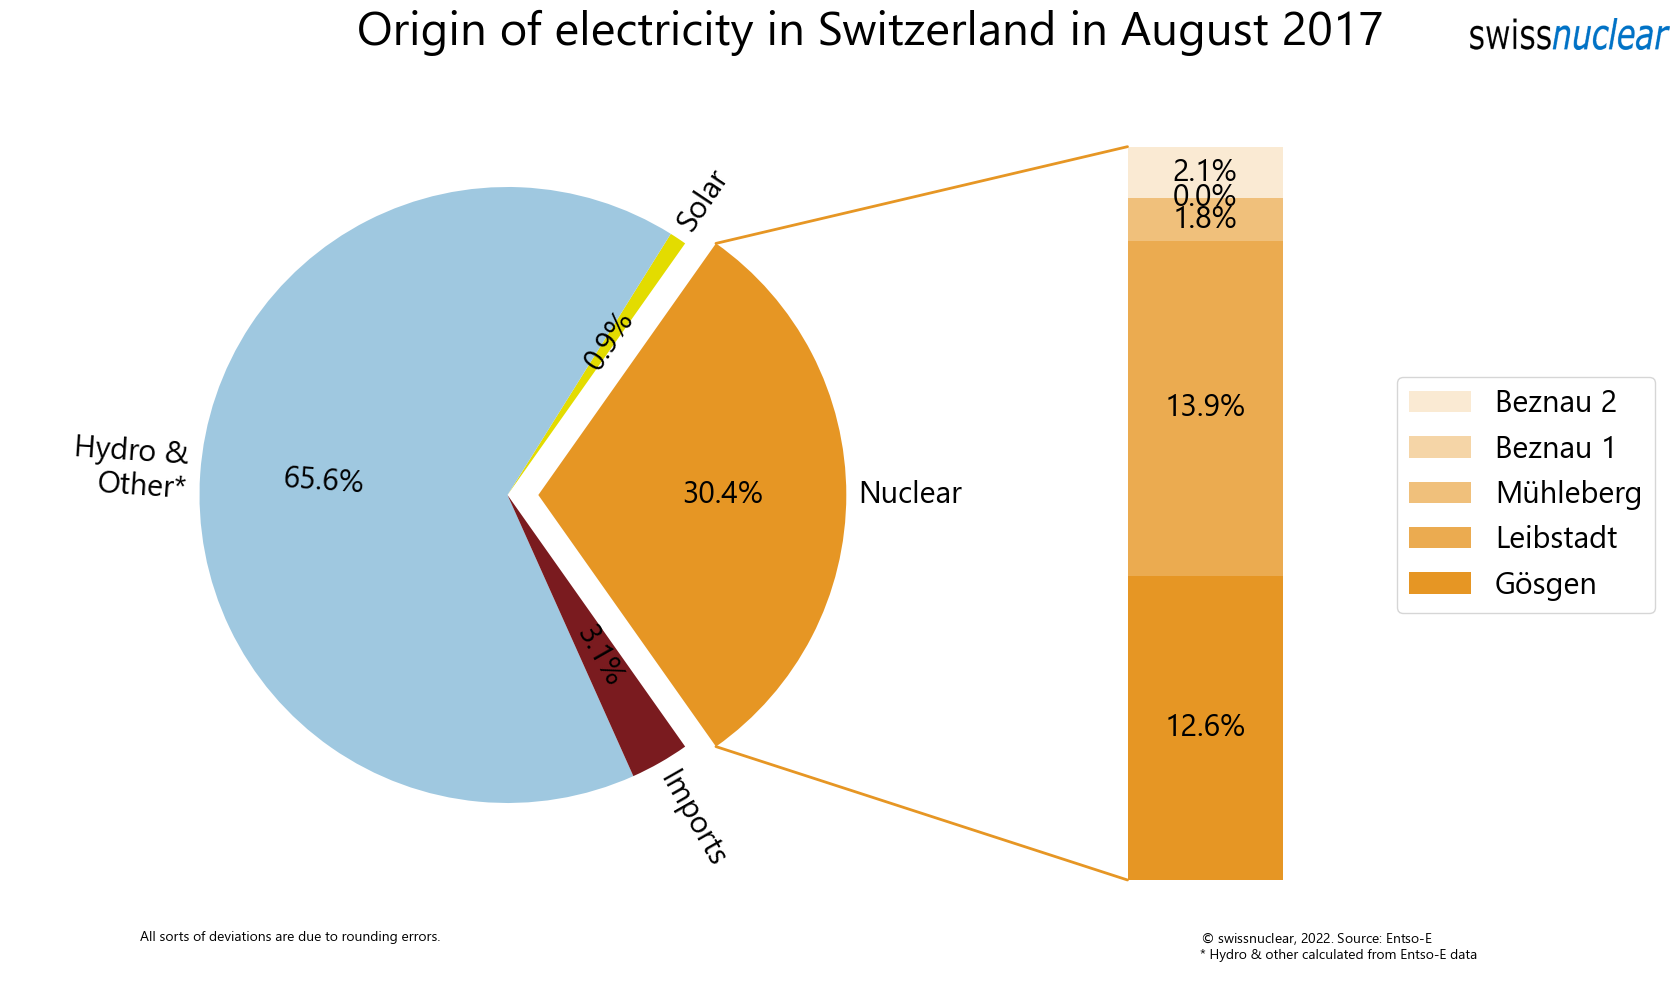 Origin of electricity in Switzerland in August 2017
swissnuclear
Solar
0.9%
Hydro &
Other*
65.6%
30.4%
Nuclear
3.1%
Imports
2.1%
0.0%
1.8%
13.9%
12.6%
Beznau 2
Beznau 1
Mühleberg
Leibstadt
Gösgen
All sorts of deviations are due to rounding errors.
© swissnuclear, 2022. Source: Entso-E
* Hydro & other calculated from Entso-E data